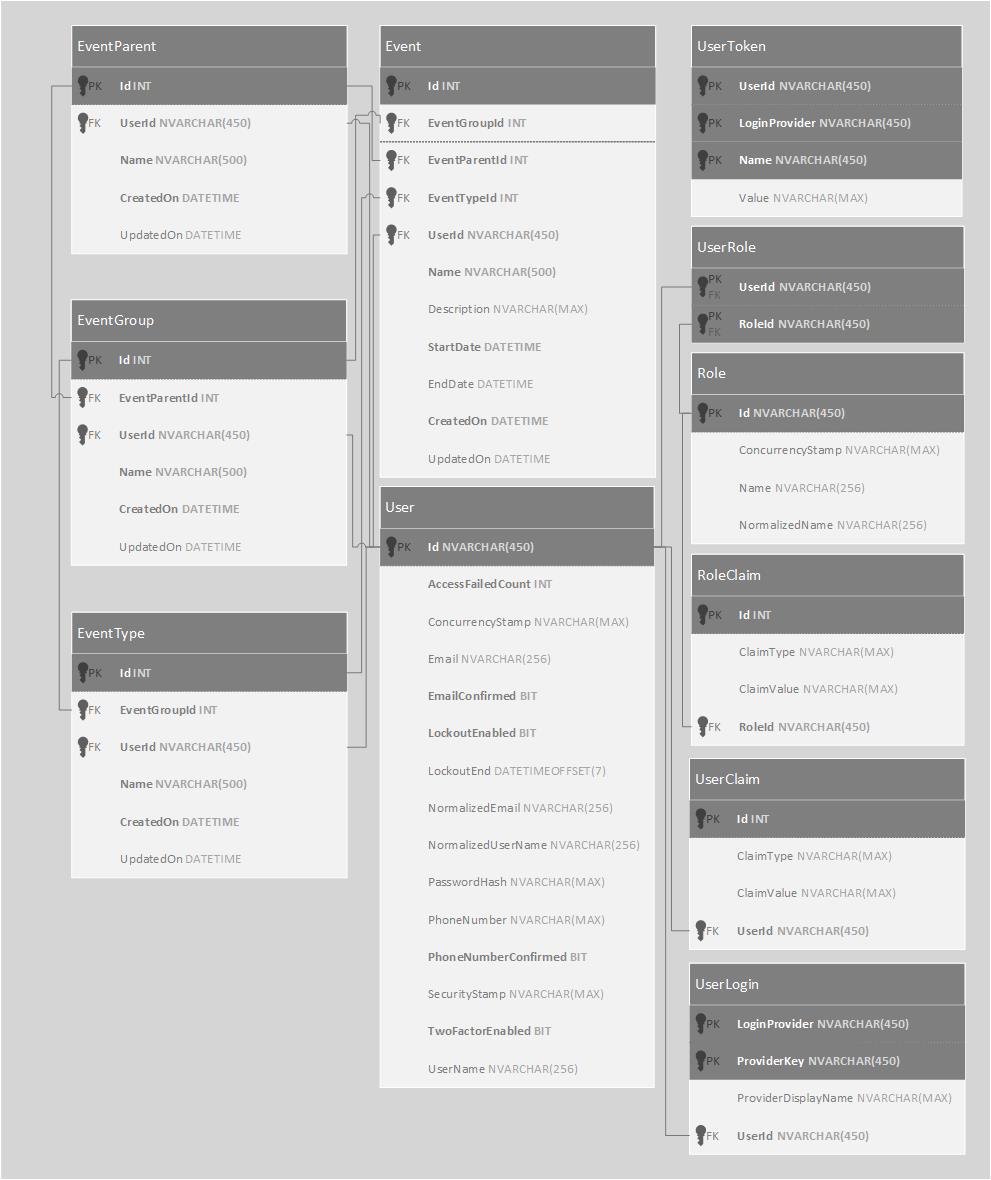 EventParent
PK Id INT
FK UserId NVARCHAR(450)
Name NVARCHAR(500)
CreatedOn DATETIME
UpdatedOn DATETIME
EventGroup
PK Id INT
FK EventParentId INT
FK UserId NVARCHAR(450)
Name NVARCHAR(500)
CreatedOn DATETIME
UpdatedOn DATETIME
EventType
PK Id INT
FK EventGroupId INT
FK UserId NVARCHAR(450)
Name NVARCHAR(500)
CreatedOn DATETIME
UpdatedOn DATETIME
Event
PK Id INT
FK EventGroupId INT
FK EventParentId INT
FK EventTypeId INT
FK UserId NVARCHAR(450)
Name NVARCHAR(500)
Description NVARCHAR(MAX)
StartDate DATETIME
EndDate DATETIME
CreatedOn DATETIME
UpdatedOn DATETIME
User
PK Id NVARCHAR(450)
AccessFailedCount INT
ConcurrencyStamp NVARCHAR(MAX)
Email NVARCHAR(256)
EmailConfirmed BIT
LockoutEnabled BIT
LockoutEnd DATETIMEOFFSET(7)
NormalizedEmail NVARCHAR(256)
NormalizedUserName NVARCHAR(256)
PasswordHash NVARCHAR(MAX)
PhoneNumber NVARCHAR(MAX)
PhoneNumberConfirmed BIT
SecurityStamp NVARCHAR(MAX)
TwoFactorEnabled BIT
UserName NVARCHAR(256)
UserToken
PK UserId NVARCHAR(450)
PK LoginProvider NVARCHAR(450)
PK Name NVARCHAR(450)
Value NVARCHAR(MAX)
UserRole
PK
FK UserId NVARCHAR(450)
PK
FK RoleId NVARCHAR(450)
Role
PK Id NVARCHAR(450)
ConcurrencyStamp NVARCHAR(MAX)
Name NVARCHAR(256)
NormalizedName NVARCHAR(256)
RoleClaim
PK Id INT
ClaimType NVARCHAR(MAX)
ClaimValue NVARCHAR(MAX)
FK RoleId NVARCHAR(450)
UserClaim
PK Id INT
ClaimType NVARCHAR(MAX)
ClaimValue NVARCHAR(MAX)
FK UserId NVARCHAR(450)
UserLogin
PK LoginProvider NVARCHAR(450)
PK ProviderKey NVARCHAR(450)
ProviderDisplayName NVARCHAR(MAX)
FK UserId NVARCHAR(450)